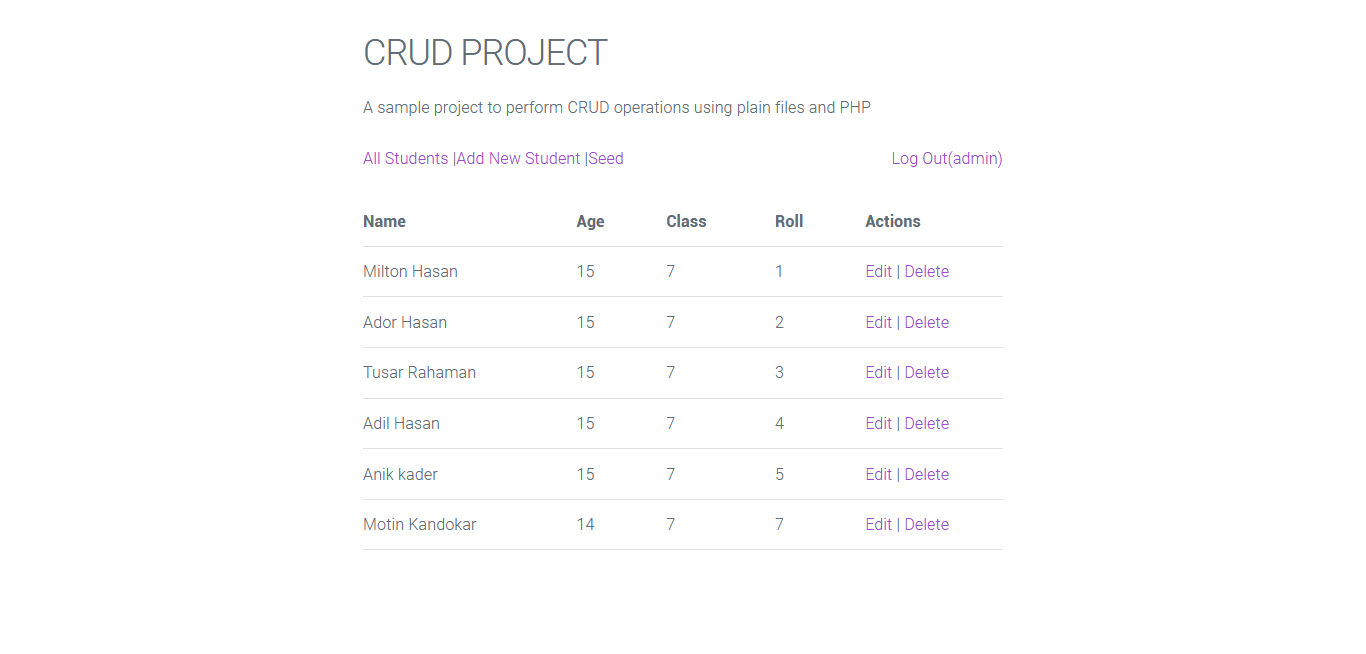 CRUD PROJECT
A sample project to perform CRUD operations using plain files and PHP
All Students |Add New Student |Seed Log Out(admin)
Name Age Class Roll Actions
Milton Hasan 15 7 1 Edit | Delete
Ador Hasan 15 7 2 Edit | Delete
Tusar Rahaman 15 7 3 Edit | Delete
Adil Hasan 15 7 4 Edit | Delete
Anik kader 15 7 5 Edit | Delete
Motin Kandokar 14 7 7 Edit | Delete